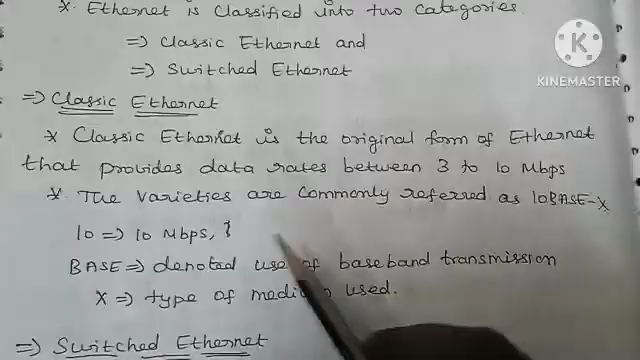 * Ethernet is classified into two categories
=> Classic Ethernet and
=> Switched Ethernet
KINEMASTER
=> Classic Ethernet
* Classic Ethernet is the original form of Ethernet
that provides data rates between 3 to 10 Mbps
* The varieties are commonly referred as 10BASE-X
10 => 10 Mbps,
BASE => denoted use of baseband transmission
X => type of medium used.
=> Switched Ethernet